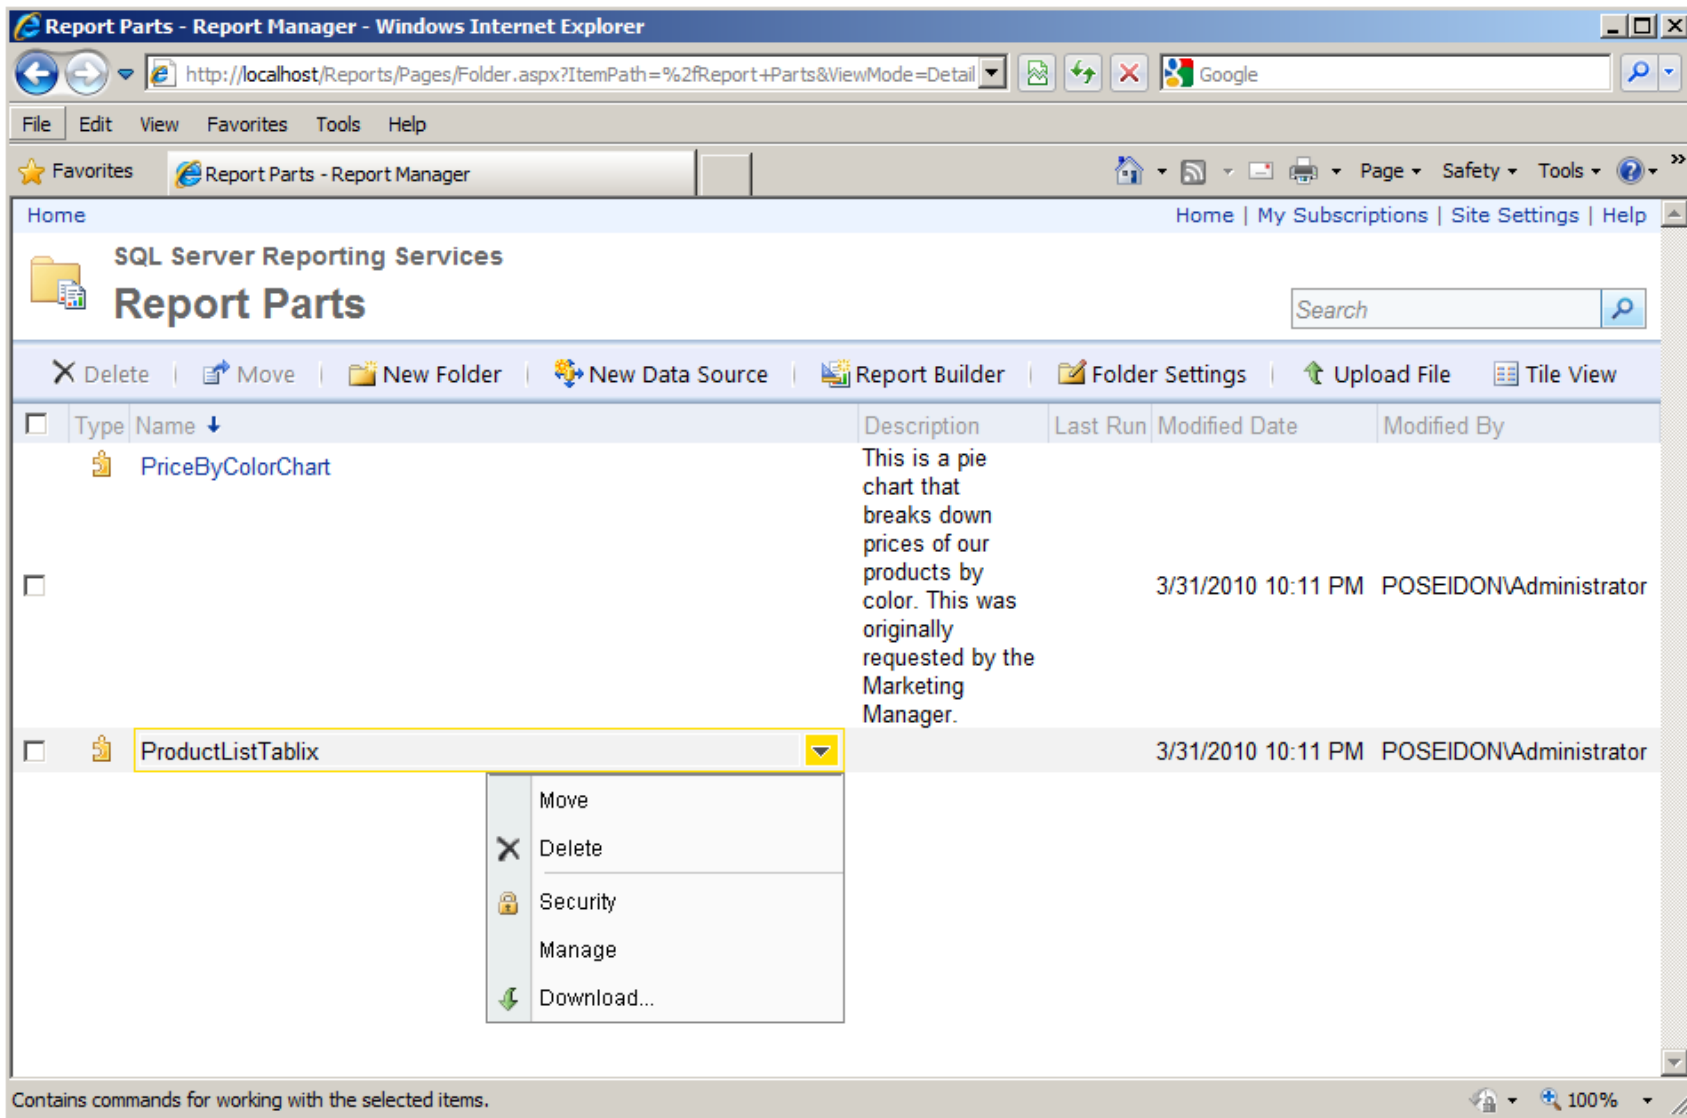 Report Parts - Report Manager - Windows Internet Explorer
http://localhost/Reports/Pages/Folder.aspx?ItemPath=%2fReport+Parts&ViewMode=Detail
Google
File Edit View Favorites Tools Help
Favorites Report Parts - Report Manager Page Safety Tools »
Home Home | My Subscriptions | Site Settings | Help
SQL Server Reporting Services
Report Parts
Search
Delete | Move | New Folder | New Data Source | Report Builder | Folder Settings | Upload File Tile View
Type Name Description Last Run Modified Date Modified By
PriceByColorChart
This is a pie
chart that
breaks down
prices of our
products by
color. This was
originally
requested by the
Marketing
Manager.
3/31/2010 10:11 PM POSEIDON\Administrator
ProductListTablix 3/31/2010 10:11 PM POSEIDON\Administrator
Move
Delete
Security
Manage
Download...
Contains commands for working with the selected items. 100%